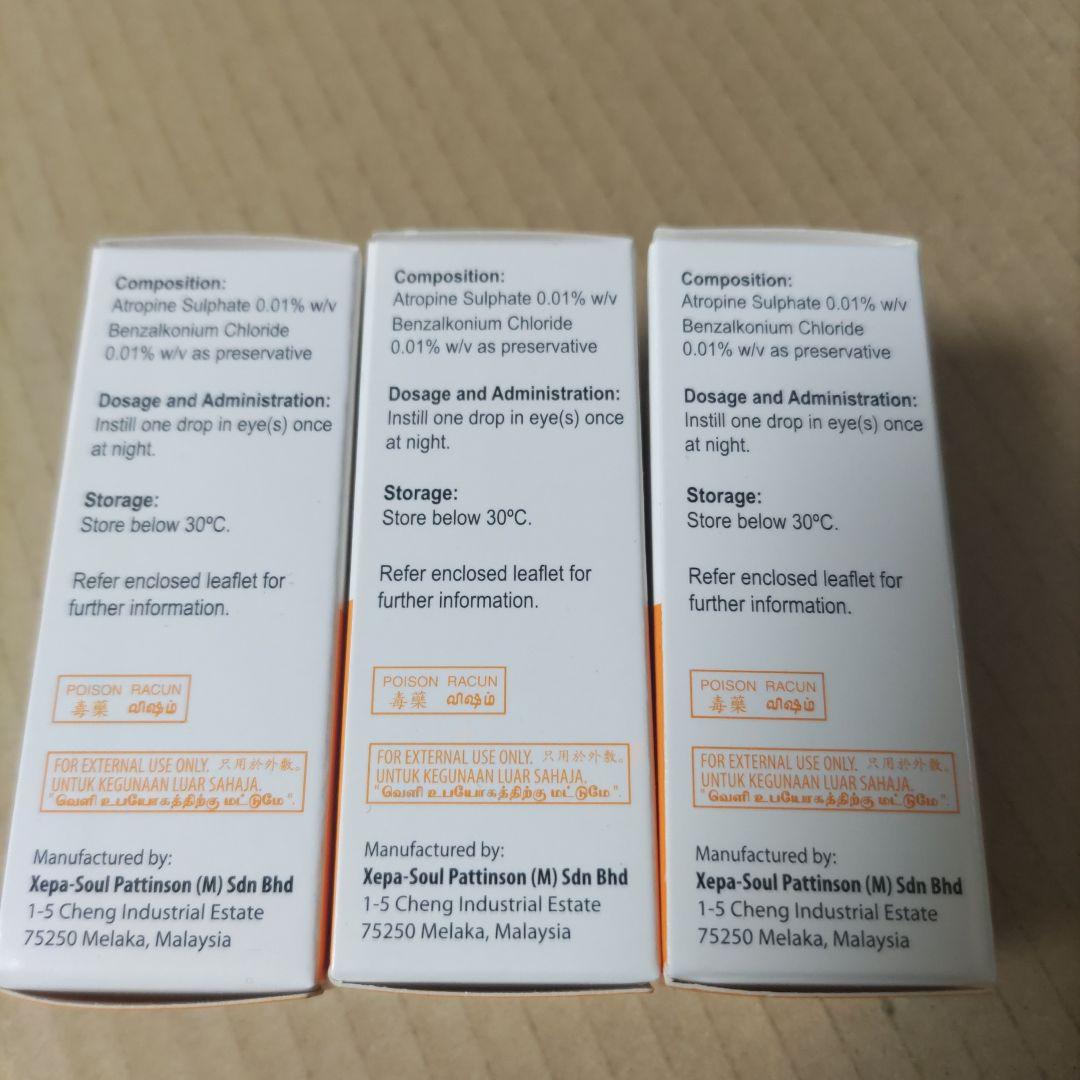 Composition:
Atropine Sulphate 0.01% w/v
Benzalkonium Chloride
0.01% w/v as preservative
Dosage and Administration:
Instill one drop in eye(s) once
at night.
Storage:
Store below 30ºC.
Refer enclosed leaflet for
further information.
POISON RACUN
毒藥 விஷம்
FOR EXTERNAL USE ONLY. 只用於外敷。
UNTUK KEGUNAAN LUAR SAHAJA.
"வெளி உபயோகத்திற்கு மட்டுமே".
Manufactured by:
Xepa-Soul Pattinson (M) Sdn Bhd
1-5 Cheng Industrial Estate
75250 Melaka, Malaysia
Composition:
Atropine Sulphate 0.01% w/v
Benzalkonium Chloride
0.01% w/v as preservative
Dosage and Administration:
Instill one drop in eye(s) once
at night.
Storage:
Store below 30ºC.
Refer enclosed leaflet for
further information.
POISON RACUN
毒藥 விஷம்
FOR EXTERNAL USE ONLY. 只用於外敷。
UNTUK KEGUNAAN LUAR SAHAJA.
"வெளி உபயோகத்திற்கு மட்டுமே".
Manufactured by:
Xepa-Soul Pattinson (M) Sdn Bhd
1-5 Cheng Industrial Estate
75250 Melaka, Malaysia
Composition:
Atropine Sulphate 0.01% w/v
Benzalkonium Chloride
0.01% w/v as preservative
Dosage and Administration:
Instill one drop in eye(s) once
at night.
Storage:
Store below 30ºC.
Refer enclosed leaflet for
further information.
POISON RACUN
毒藥 விஷம்
FOR EXTERNAL USE ONLY. 只用於外敷。
UNTUK KEGUNAAN LUAR SAHAJA.
"வெளி உபயோகத்திற்கு மட்டுமே".
Manufactured by:
Xepa-Soul Pattinson (M) Sdn Bhd
1-5 Cheng Industrial Estate
75250 Melaka, Malaysia